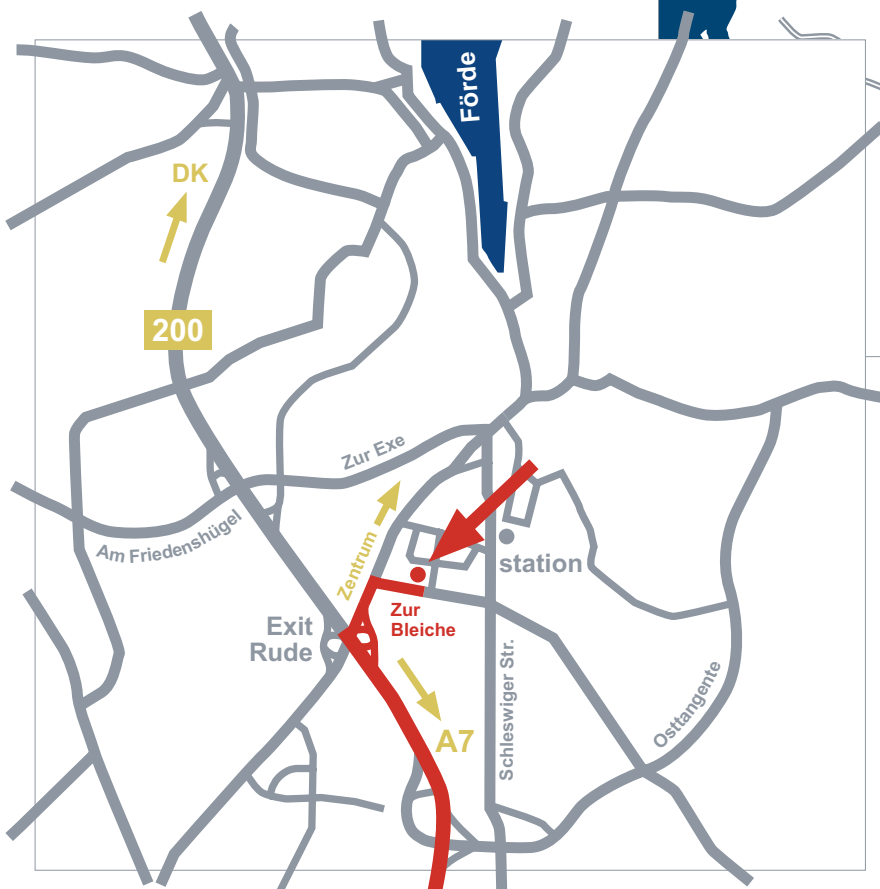 Förde
DK
200
Zur Exe
Am Friedenshügel
Zentrum
station
Zur
Bleiche
Exit
Rude
A7
Schleswiger Str.
Osttangente